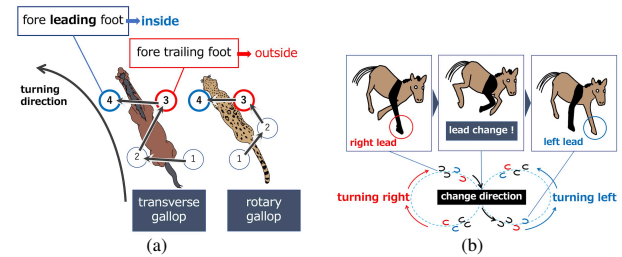 fore leading foot
inside
fore trailing foot
outside
turning
direction
4
3
4
3
2
1
2
1
transverse
gallop
rotary
gallop
(a)
right lead
lead change !
left lead
turning right
change direction
turning left
(b)